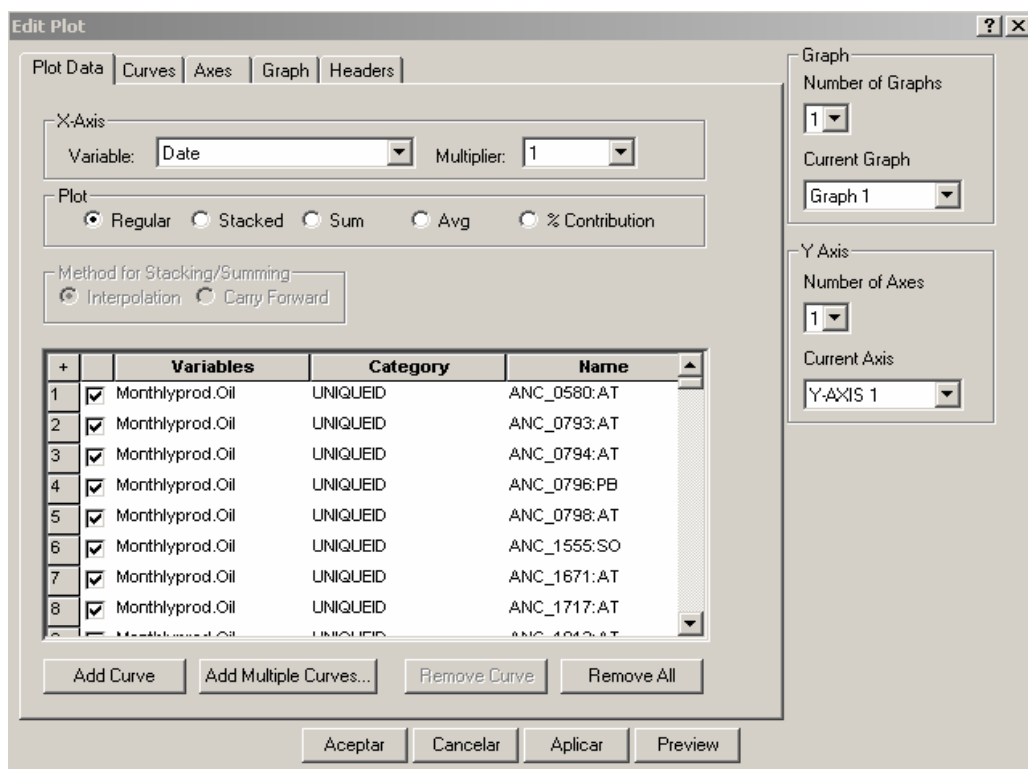 Edit Plot
Plot Data Curves Axes Graph Headers
X-Axis
Variable: Date Multiplier: 1
Plot
Regular Stacked Sum Avg % Contribution
Method for Stacking/Summing
Interpolation Carry Forward
+ Variables Category Name
1 Monthlyprod.Oil UNIQUEID ANC_0580:AT
2 Monthlyprod.Oil UNIQUEID ANC_0793:AT
3 Monthlyprod.Oil UNIQUEID ANC_0794:AT
4 Monthlyprod.Oil UNIQUEID ANC_0796:PB
5 Monthlyprod.Oil UNIQUEID ANC_0798:AT
6 Monthlyprod.Oil UNIQUEID ANC_1555:SO
7 Monthlyprod.Oil UNIQUEID ANC_1671:AT
8 Monthlyprod.Oil UNIQUEID ANC_1717:AT
Add Curve Add Multiple Curves... Remove Curve Remove All
Graph
Number of Graphs
1
Current Graph
Graph 1
Y Axis
Number of Axes
1
Current Axis
Y-AXIS 1
Aceptar Cancelar Aplicar Preview